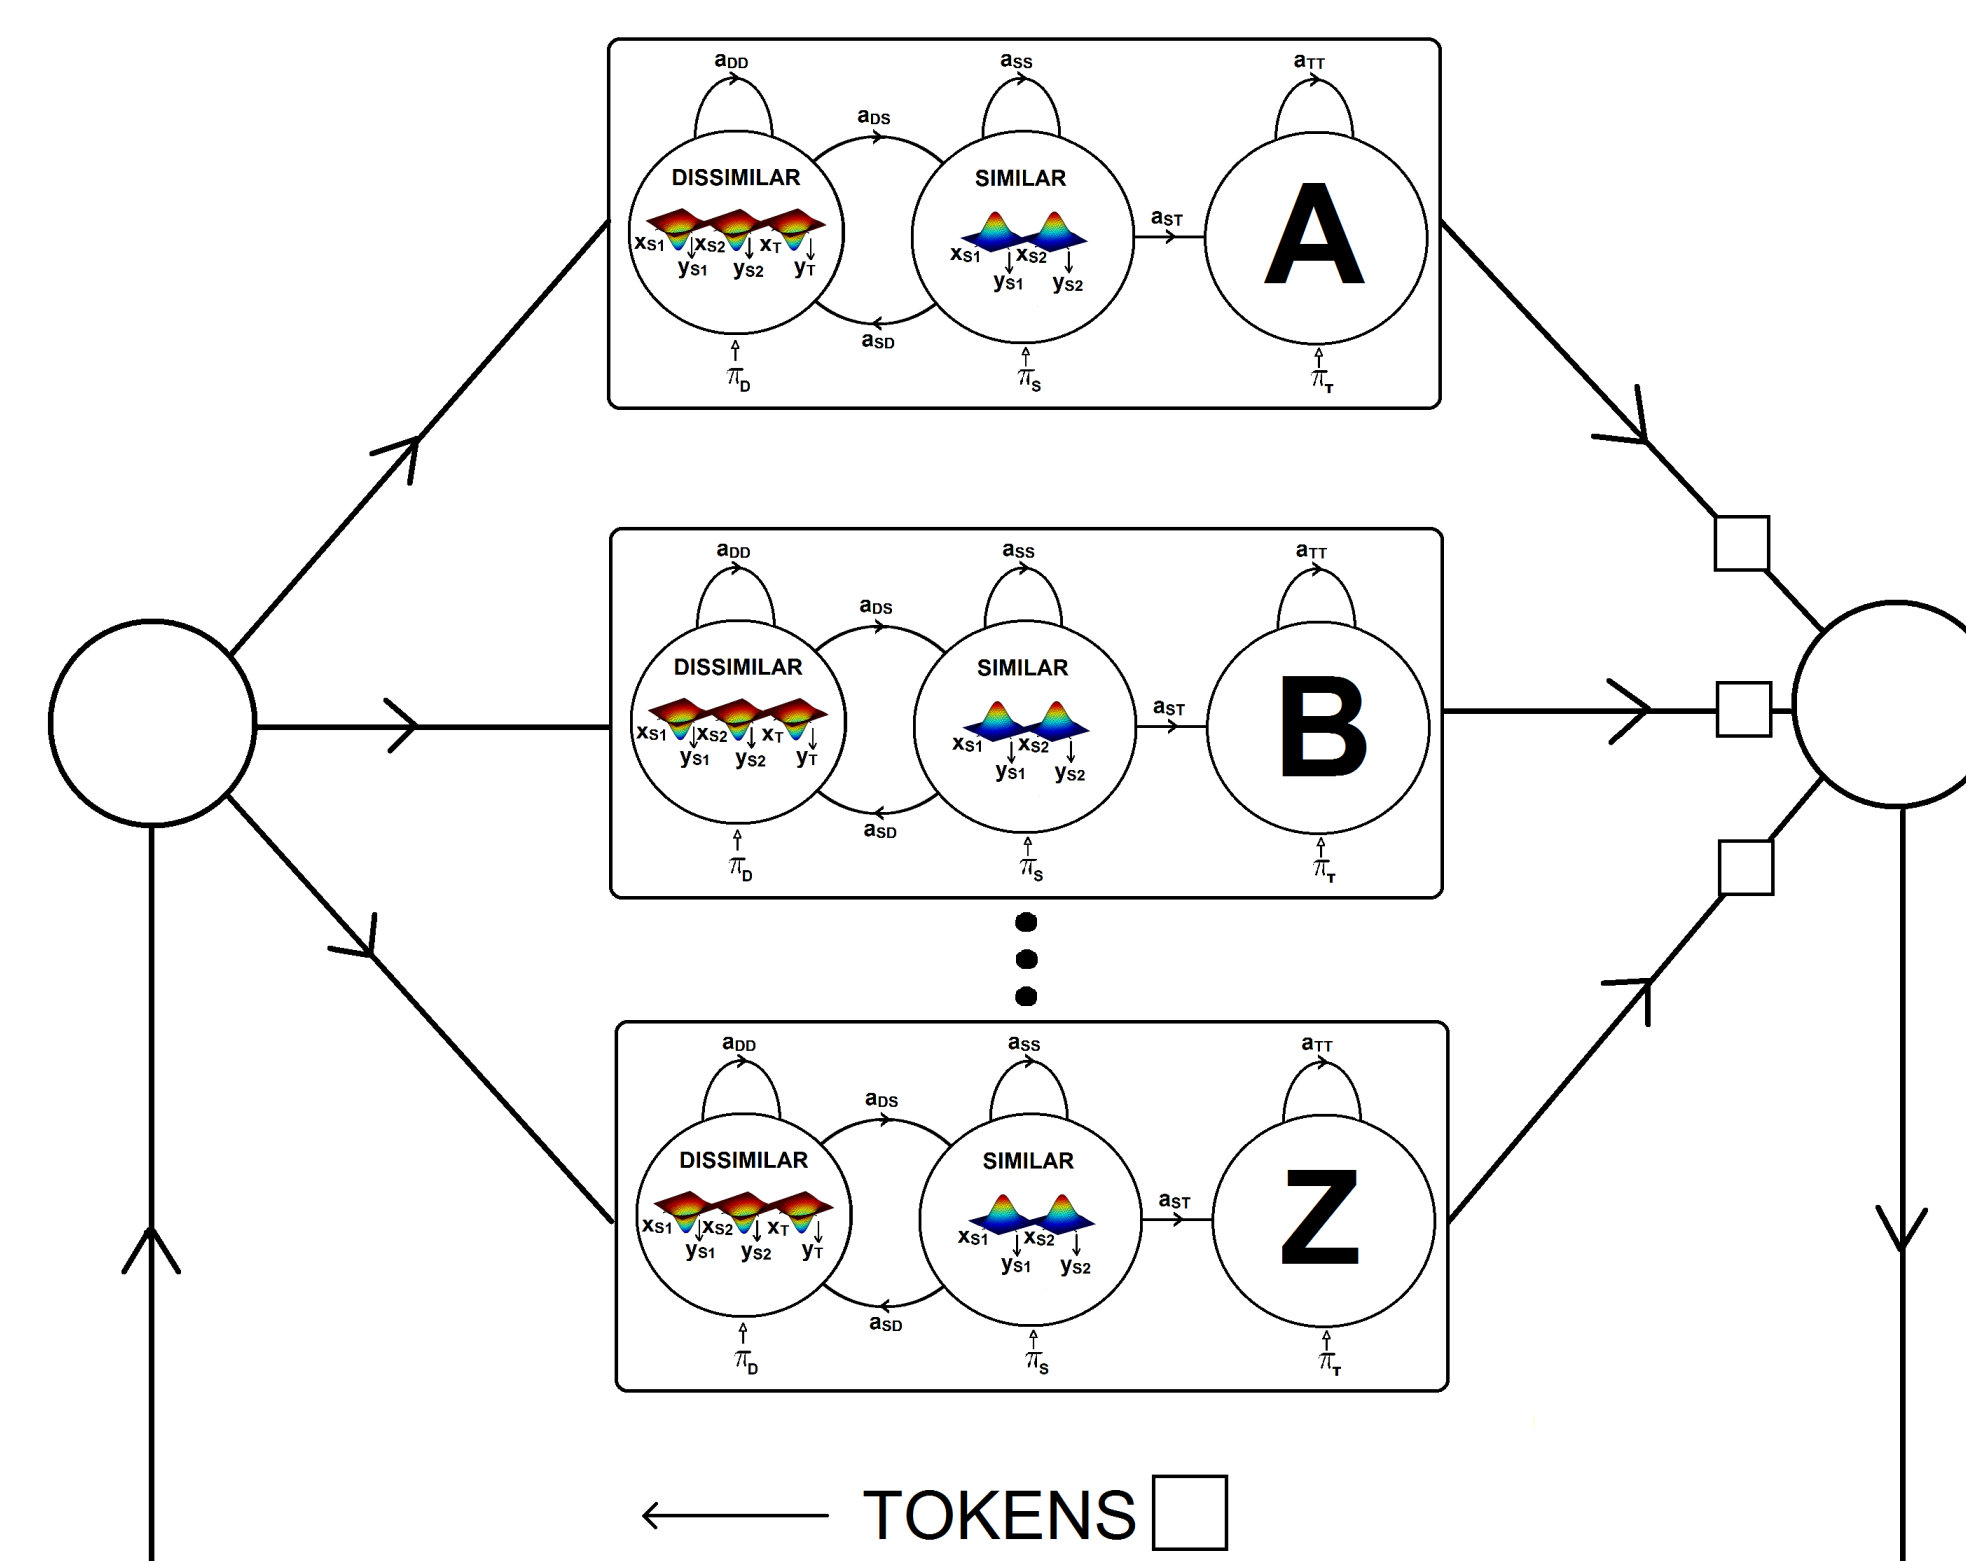 aDD aSS aTT
aDS
DISSIMILAR SIMILAR
A
xS1 xS2 xT xS1 xS2 aST
yS1 yS2 yT yS1 yS2
aSD
πD πS πT
aDD aSS aTT
aDS
DISSIMILAR SIMILAR
B
xS1 xS2 xT xS1 xS2 aST
yS1 yS2 yT yS1 yS2
aSD
πD πS πT
aDD aSS aTT
aDS
DISSIMILAR SIMILAR
Z
xS1 xS2 xT xS1 xS2 aST
yS1 yS2 yT yS1 yS2
aSD
πD πS πT
TOKENS